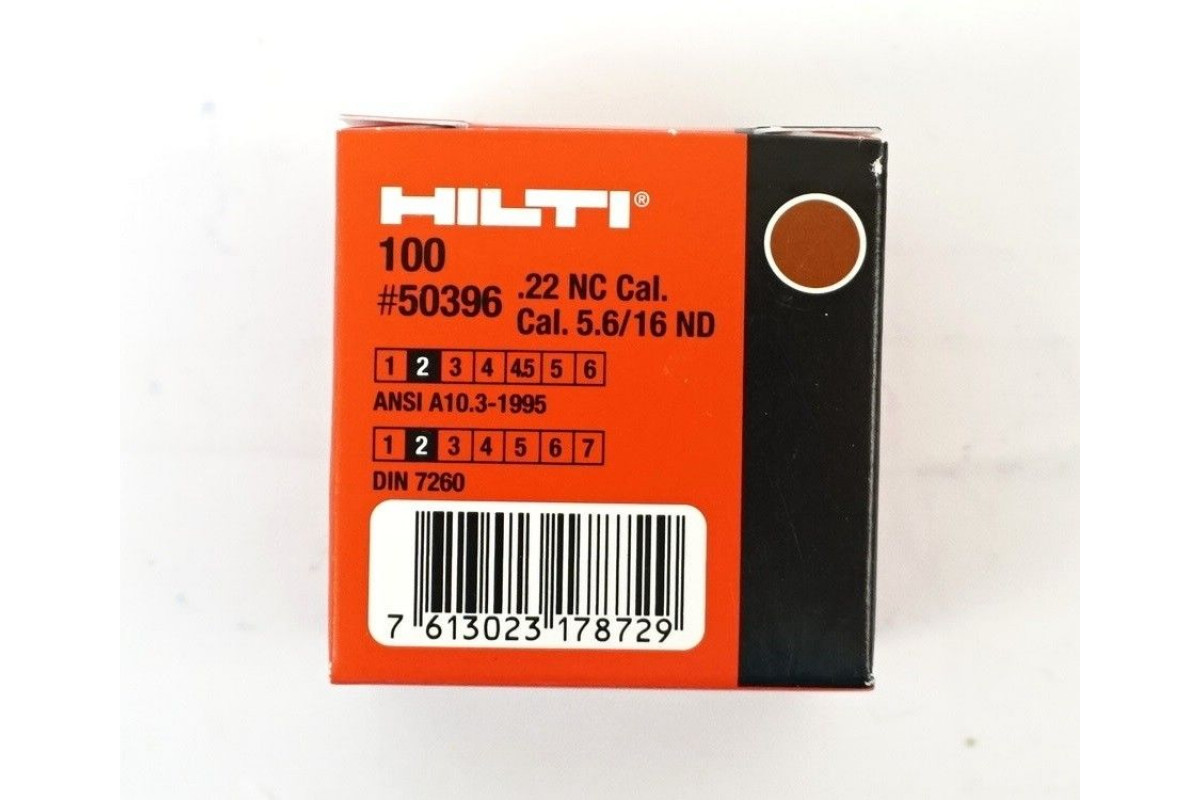 HILTI®
100
#50396 .22 NC Cal.
Cal. 5.6/16 ND
1 2 3 4 4.5 5 6
ANSI A10.3-1995
1 2 3 4 5 6 7
DIN 7260
7 613023 178729